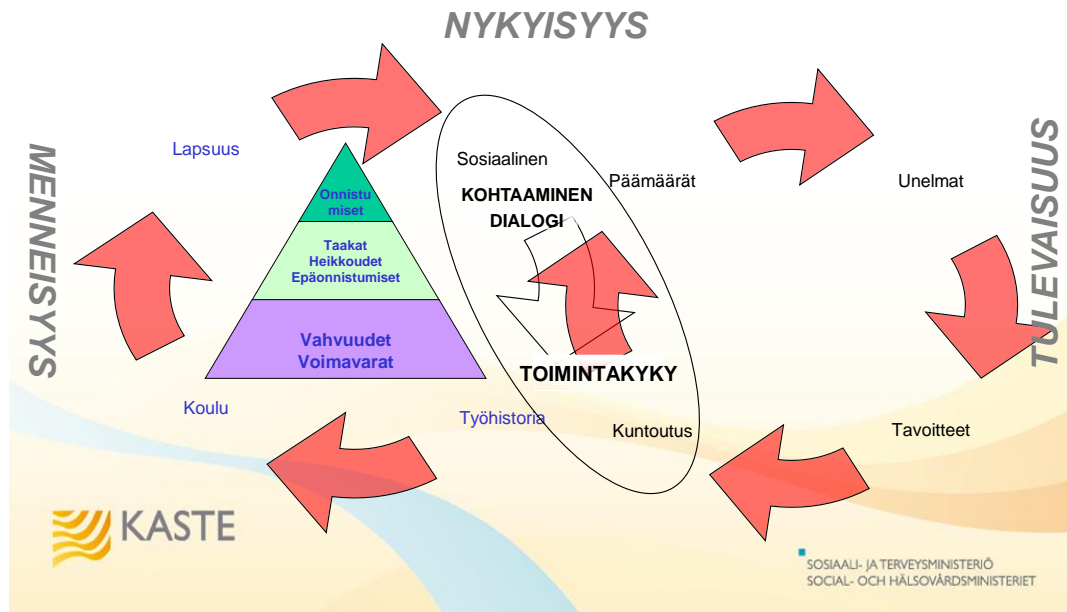 NYKYISYYS
MENNEISYYS
TULEVAISUUS
Lapsuus
Onnistu
miset
Taakat
Heikkoudet
Epäonnistumiset
Vahvuudet
Voimavarat
Koulu
Työhistoria
Sosiaalinen
KOHTAAMINEN
DIALOGI
TOIMINTAKYKY
Kuntoutus
Päämäärät
Unelmat
Tavoitteet
KASTE
SOSIAALI- JA TERVEYSMINISTERIÖ
SOCIAL- OCH HÄLSOVÅRDSMINISTERIET